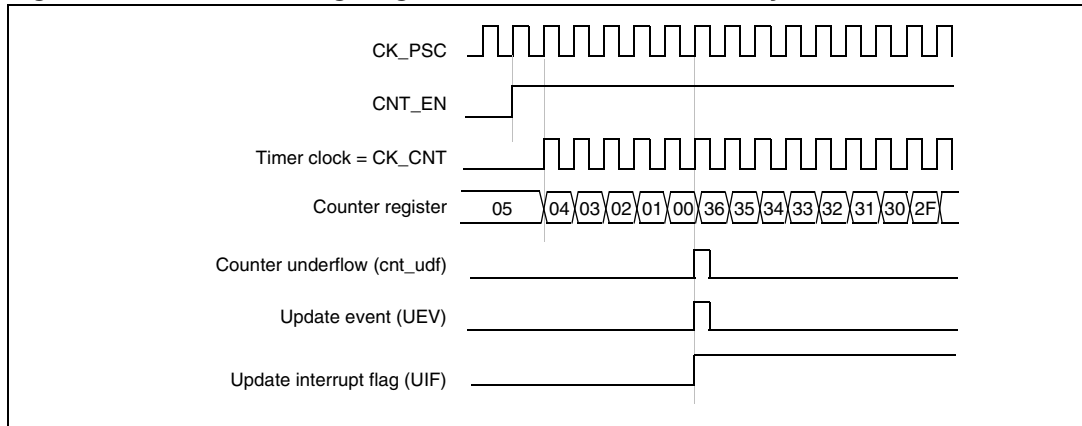 CK_PSC
CNT_EN
Timer clock = CK_CNT
Counter register 05 04 03 02 01 00 36 35 34 33 32 31 30 2F
Counter underflow (cnt_udf)
Update event (UEV)
Update interrupt flag (UIF)